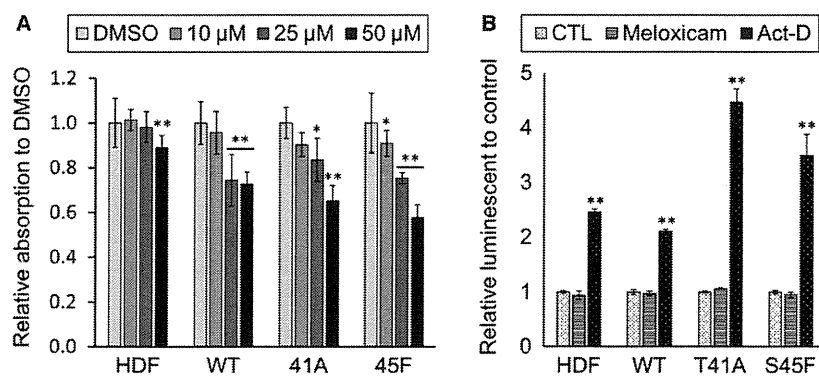 A
DMSO 10 µM 25 µM 50 µM
Relative absorption to DMSO
1.2
1.0
0.8
0.6
0.4
0.2
0.0
**
**
*
**
*
**
HDF WT 41A 45F
B
CTL Meloxicam Act-D
Relative luminescent to control
5
4
3
2
1
0
**
**
**
**
HDF WT T41A S45F